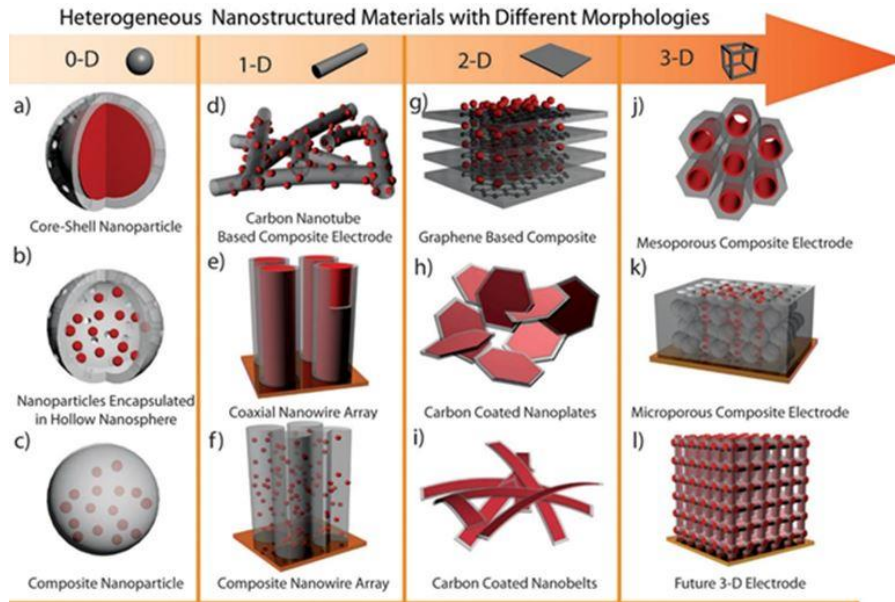 Heterogeneous Nanostructured Materials with Different Morphologies
0-D
1-D
2-D
3-D
a)
Core-Shell Nanoparticle
b)
Nanoparticles Encapsulated
in Hollow Nanosphere
c)
Composite Nanoparticle
d)
Carbon Nanotube
Based Composite Electrode
e)
Coaxial Nanowire Array
f)
Composite Nanowire Array
g)
Graphene Based Composite
h)
Carbon Coated Nanoplates
i)
Carbon Coated Nanobelts
j)
Mesoporous Composite Electrode
k)
Microporous Composite Electrode
l)
Future 3-D Electrode